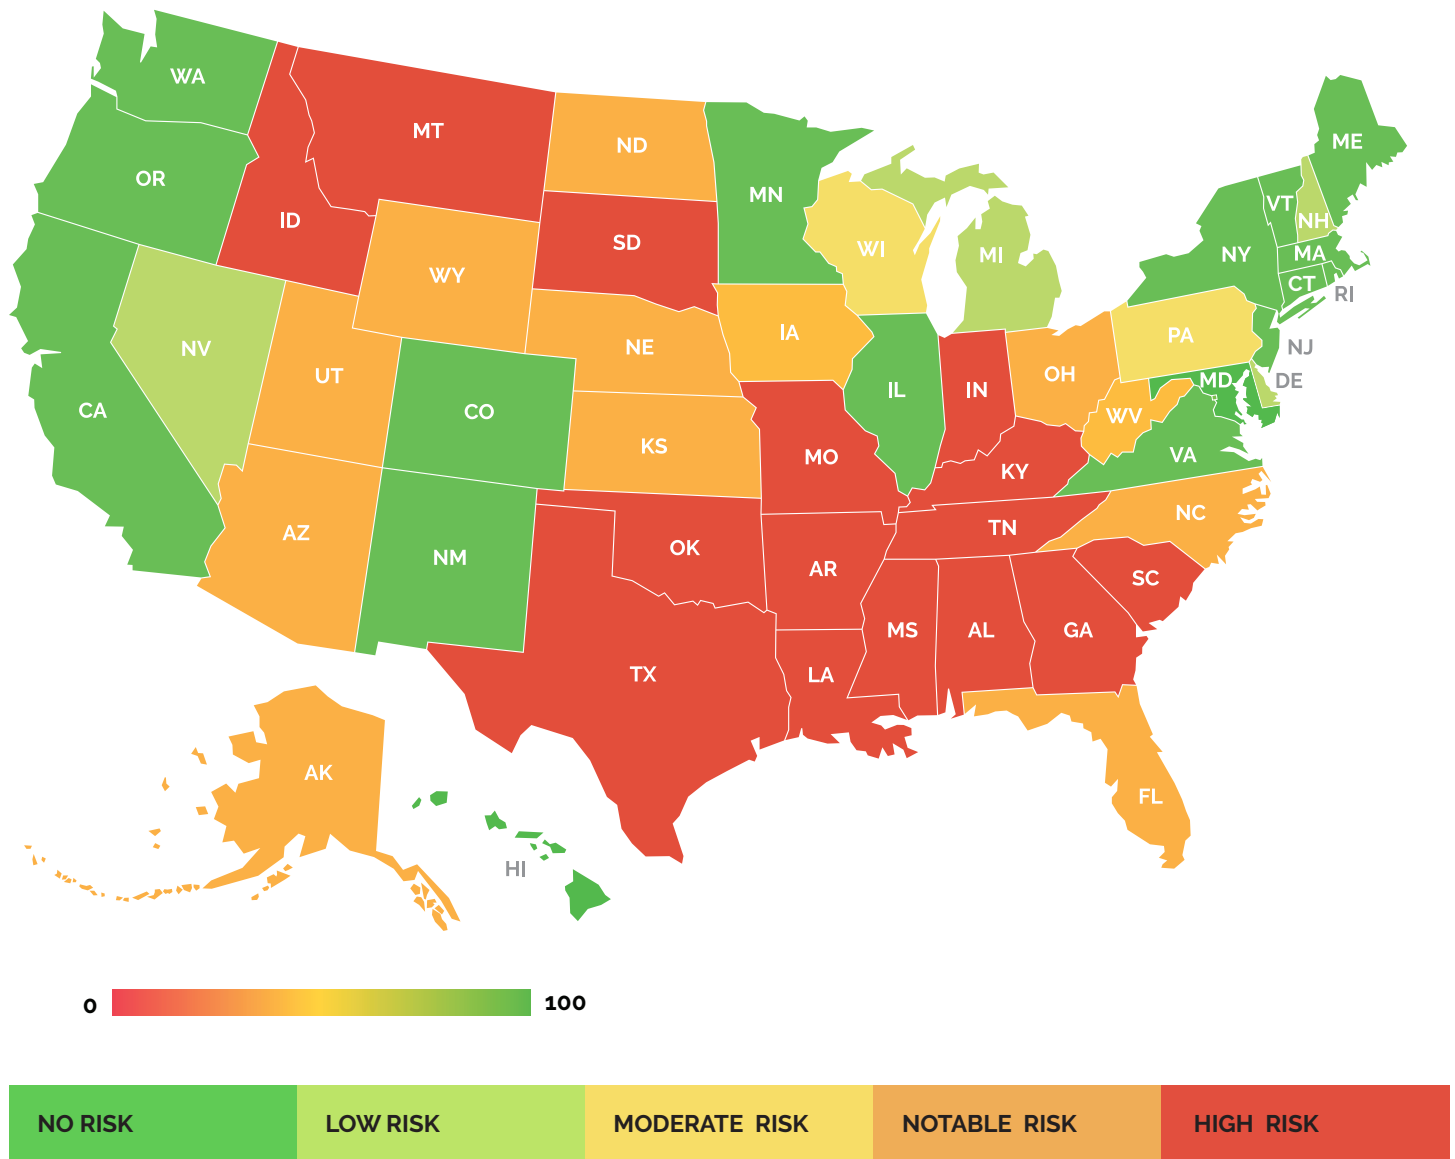 WA
MT
ND
ME
OR
MN
VT
NH
ID
SD
WI
MI
NY
MA
WY
CT
RI
NV
IA
PA
NJ
UT
NE
OH
MD
DE
CA
CO
IL
IN
WV
KS
MO
KY
VA
AZ
NM
OK
AR
TN
NC
SC
TX
LA
MS
AL
GA
AK
FL
HI
0
100
NO RISK
LOW RISK
MODERATE RISK
NOTABLE RISK
HIGH RISK